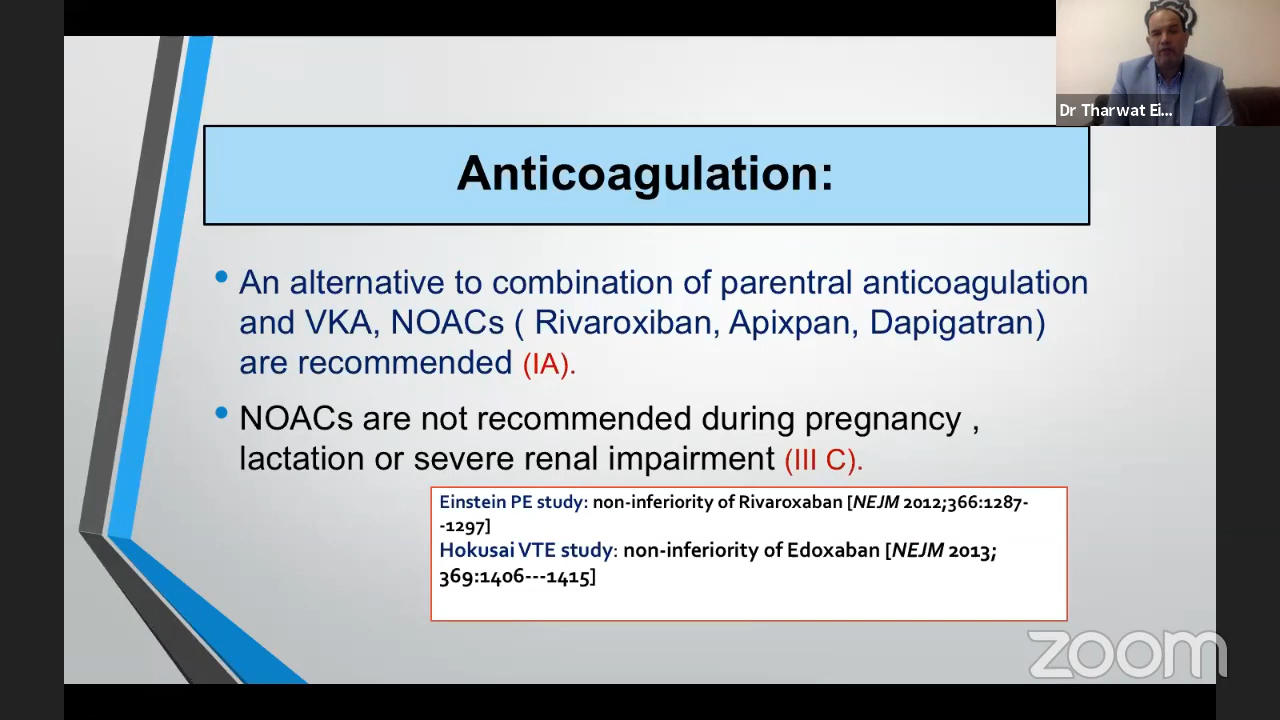 Dr Tharwat Ei...
Anticoagulation:
• An alternative to combination of parentral anticoagulation
and VKA, NOACs ( Rivaroxiban, Apixpan, Dapigatran)
are recommended (IA).
• NOACs are not recommended during pregnancy ,
lactation or severe renal impairment (III C).
Einstein PE study: non-inferiority of Rivaroxaban [NEJM 2012;366:1287-
-1297]
Hokusai VTE study: non-inferiority of Edoxaban [NEJM 2013;
369:1406---1415]
zoom